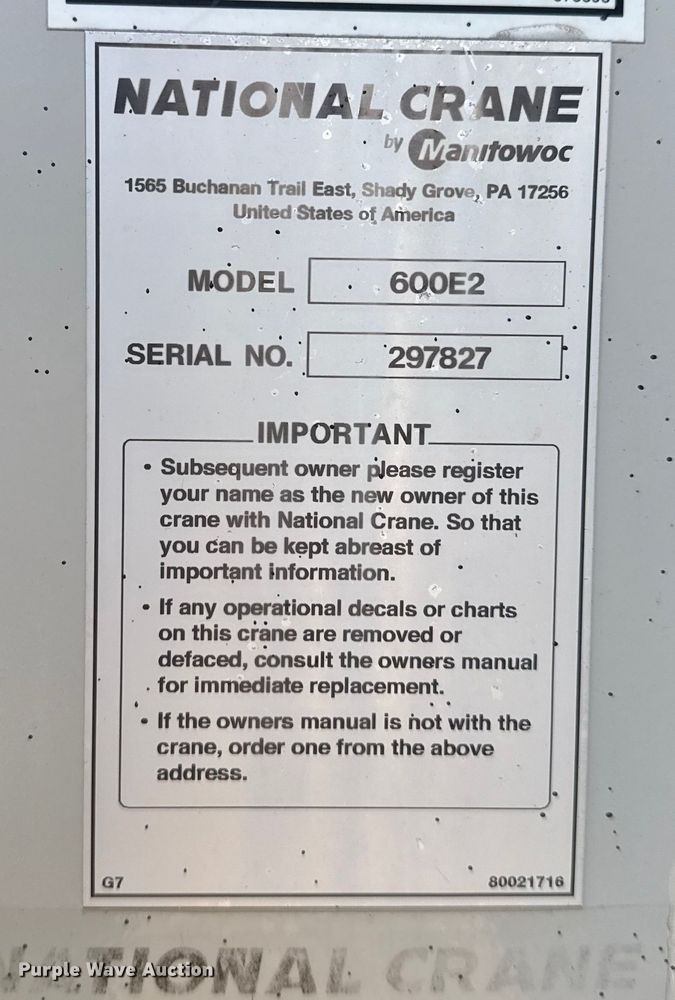 NATIONAL CRANE
by Manitowoc
1565 Buchanan Trail East, Shady Grove, PA 17256
United States of America
MODEL 600E2
SERIAL NO. 297827
IMPORTANT
• Subsequent owner please register
your name as the new owner of this
crane with National Crane. So that
you can be kept abreast of
important information.
• If any operational decals or charts
on this crane are removed or
defaced, consult the owners manual
for immediate replacement.
• If the owners manual is not with the
crane, order one from the above
address.
G7 80021716
NATIONAL CRANE
Purple Wave Auction